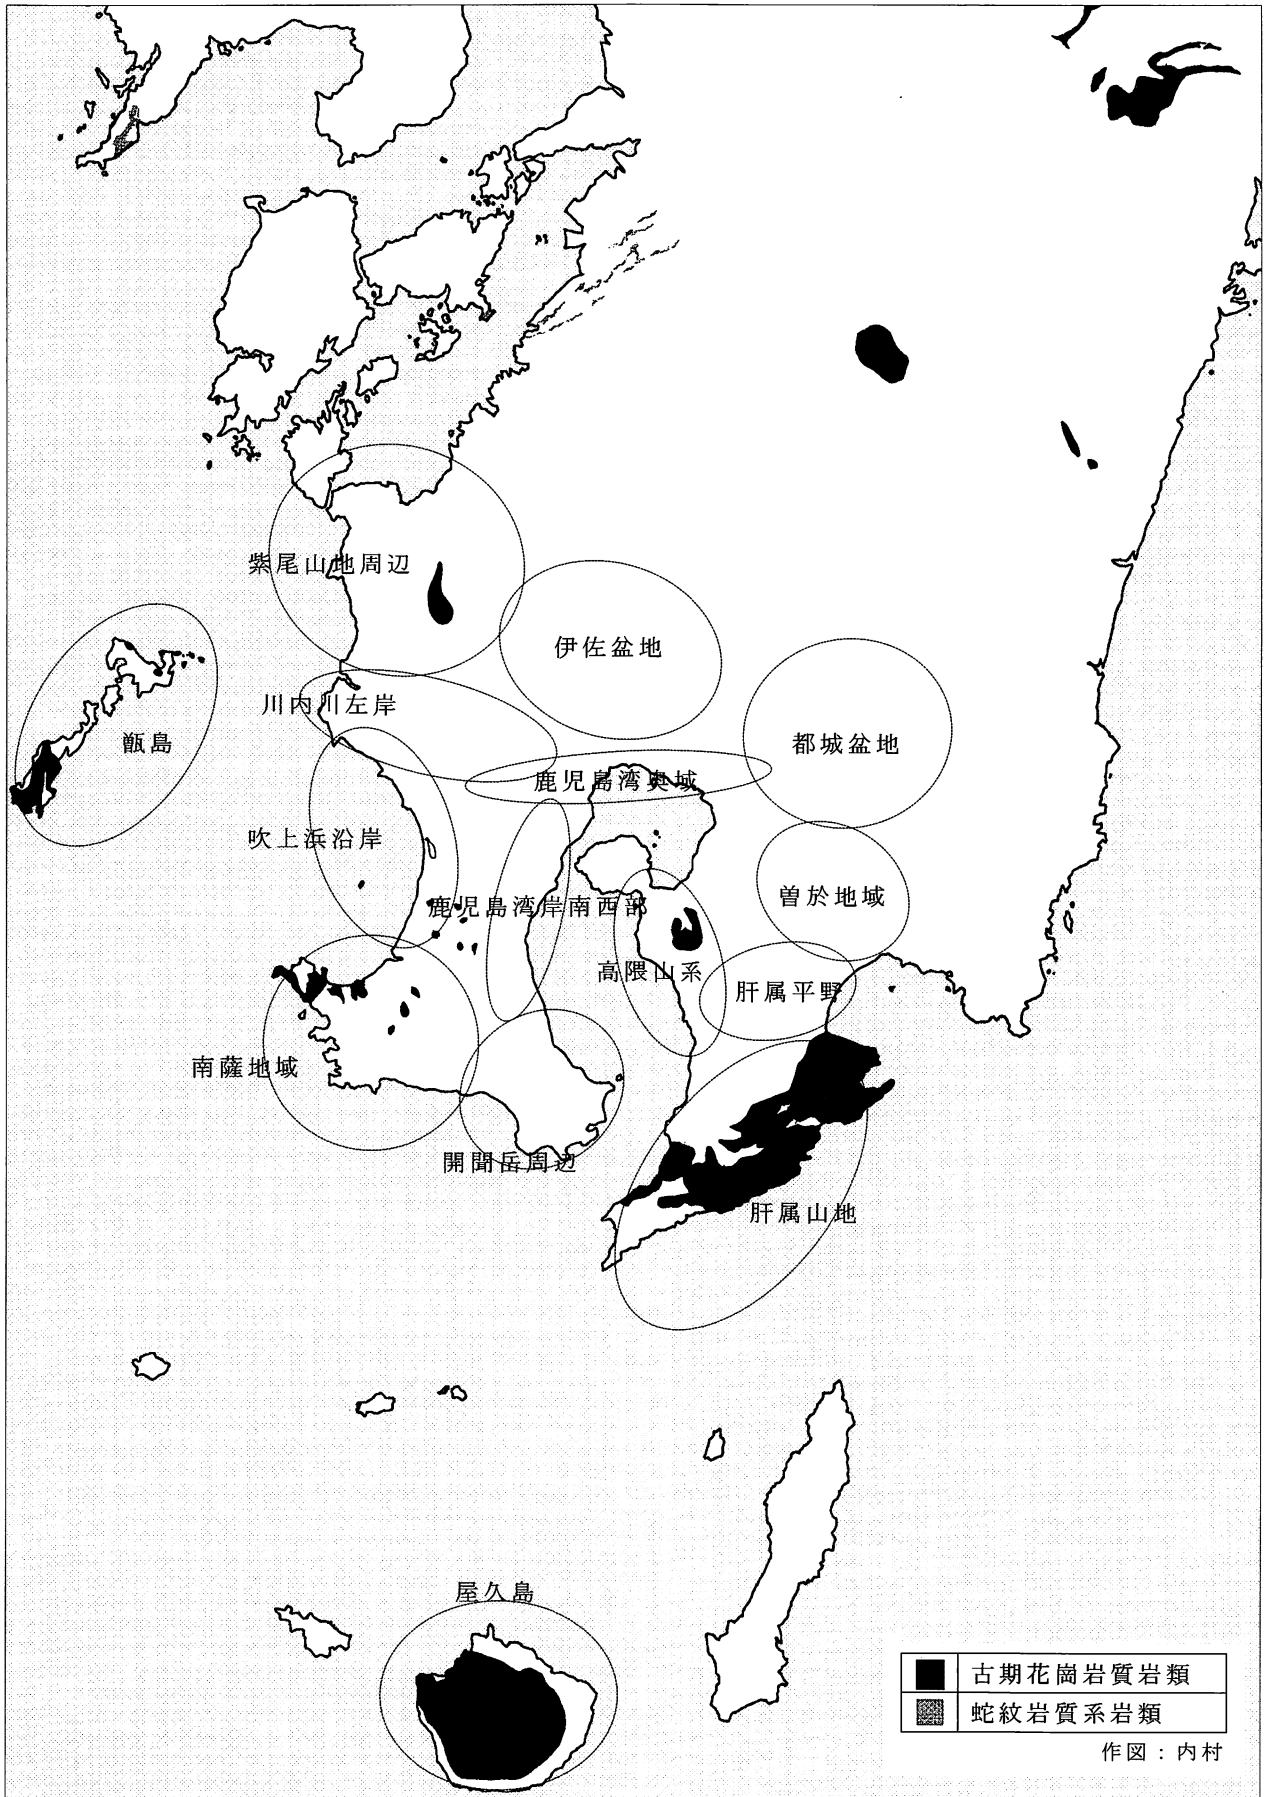 紫尾山地周辺
伊佐盆地
川内川左岸
甑島
都城盆地
鹿児島湾奥域
吹上浜沿岸
曽於地域
鹿児島湾岸南西部
高隈山系
肝属平野
南薩地域
開聞岳周辺
肝属山地
屋久島
古期花崗岩質岩類
蛇紋岩質系岩類
作図：内村